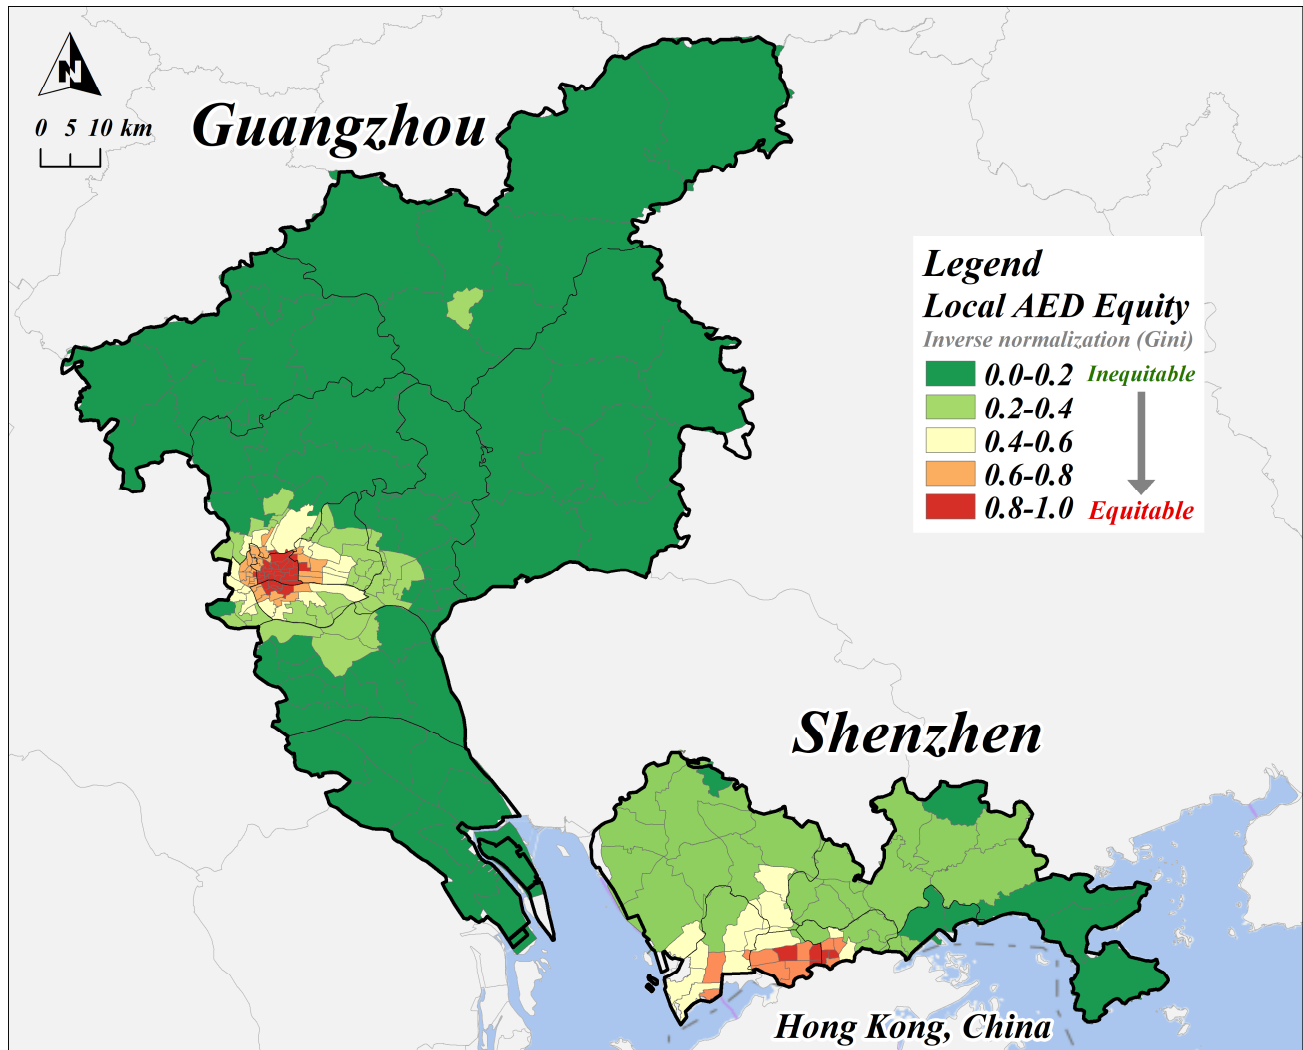 N
0 5 10 km
Guangzhou
Legend
Local AED Equity
Inverse normalization (Gini)
0.0-0.2 Inequitable
0.2-0.4
0.4-0.6
0.6-0.8
0.8-1.0 Equitable
Shenzhen
Hong Kong, China